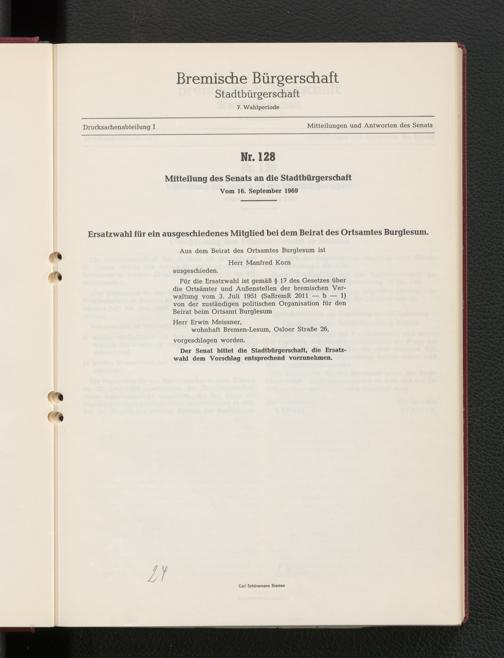 Bremische Bürgerschaft
Stadtbürgerschaft
7. Wahlperiode
Drucksachenabteilung I
Mitteilungen und Antworten des Senats
Nr. 128
Mitteilung des Senats an die Stadtbürgerschaft
Vom 16. September 1969
Ersatzwahl für ein ausgeschiedenes Mitglied bei dem Beirat des Ortsamtes Burglesum.
Aus dem Beirat des Ortsamtes Burglesum ist
Herr Manfred Korn
ausgeschieden.
Für die Ersatzwahl ist gemäß § 17 des Gesetzes über
die Ortsämter und Außenstellen der bremischen Ver-
waltung vom 3. Juli 1951 (SaBremR 2011 — b — 1)
von der zuständigen politischen Organisation für den
Beirat beim Ortsamt Burglesum
Herr Erwin Meissner,
wohnhaft Bremen-Lesum, Osloer Straße 26,
vorgeschlagen worden.
Der Senat bittet die Stadtbürgerschaft, die Ersatz-
wahl dem Vorschlag entsprechend vorzunehmen.
24
Carl Schünemann Bremen